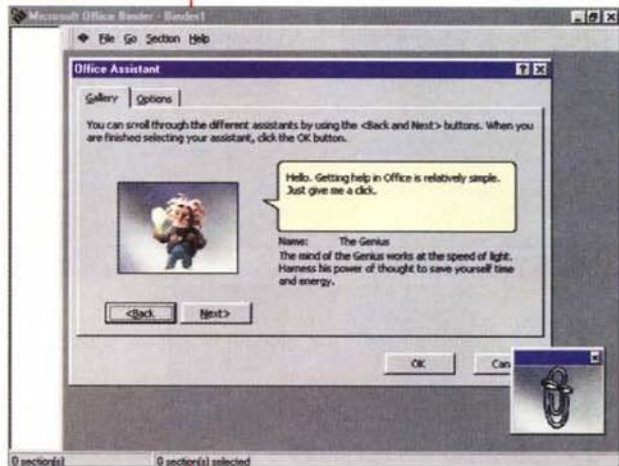 Microsoft Office Binder - Binder1
File Go Section Help
Office Assistant
Gallery Options
You can scroll through the different assistants by using the <Back and Next> buttons. When you
are finished selecting your assistant, click the OK button.
Hello. Getting help in Office is relatively simple.
Just give me a click.
Name: The Genius
The mind of the Genius works at the speed of light.
Harness his power of thought to save yourself time
and energy.
<Back Next>
OK Can
0 section(s) 0 section(s) selected